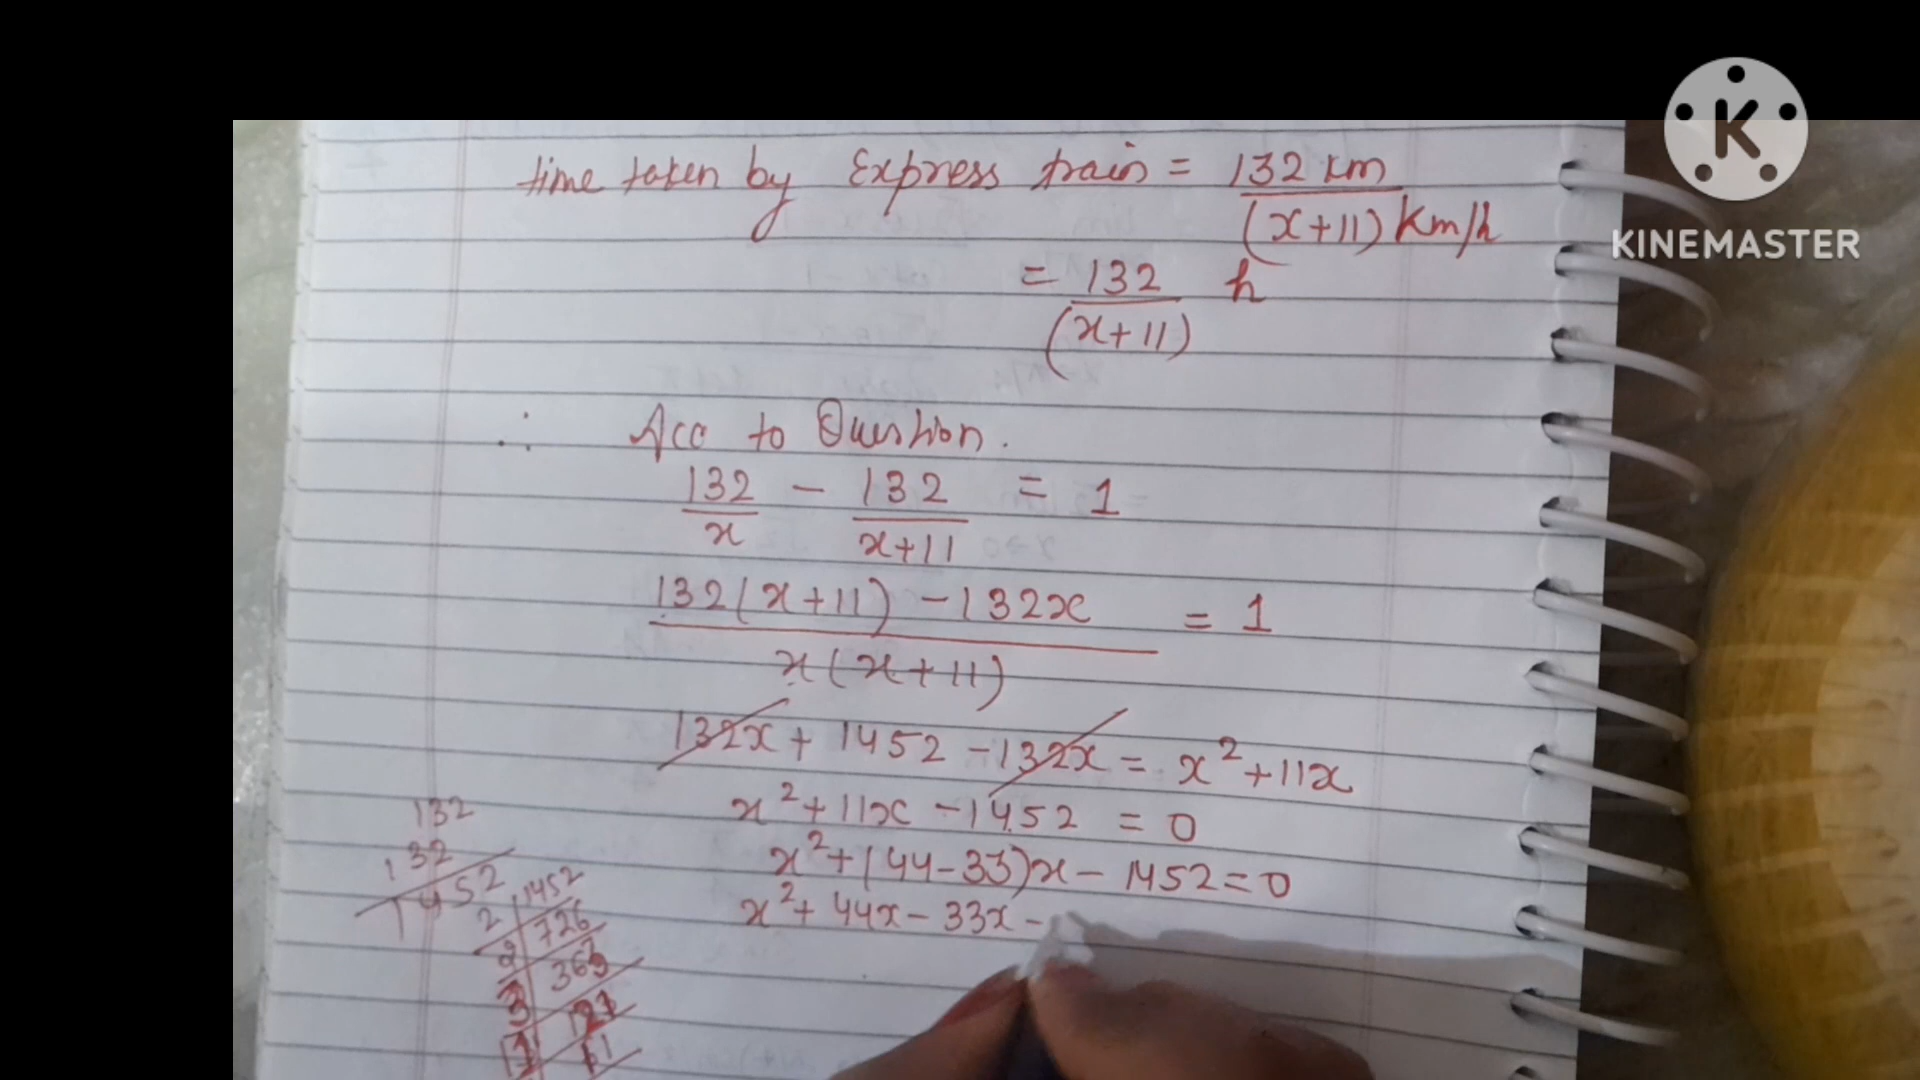 time taken by Express train = 132 km
(x+11) km/h
= 132 h
(x+11)
∴ Acc to Question.
132 - 132 = 1
x x+11
132(x+11) - 132x = 1
x(x+11)
132x + 1452 - 132x = x²+11x
x²+11x - 1452 = 0
x²+(44-33)x - 1452=0
x²+ 44x - 33x -
132
132
1452
2 1452
2 726
3 363
121
11
K
KINEMASTER